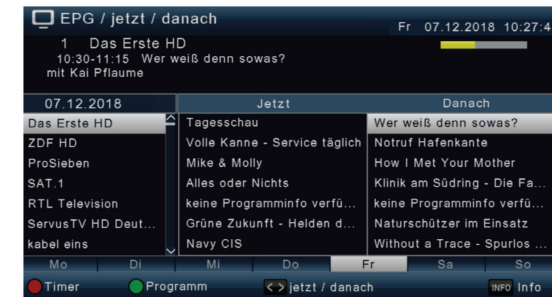 EPG / jetzt / danach
Fr 07.12.2018 10:27:4
1 Das Erste HD
10:30-11:15 Wer weiß denn sowas?
mit Kai Pflaume
07.12.2018 Jetzt Danach
Das Erste HD Tagesschau Wer weiß denn sowas?
ZDF HD Volle Kanne - Service täglich Notruf Hafenkante
ProSieben Mike & Molly How I Met Your Mother
SAT.1 Alles oder Nichts Klinik am Südring - Die Fa...
RTL Television keine Programminfo verfü... keine Programminfo verfü...
ServusTV HD Deut... Grüne Zukunft - Helden d... Naturschützer im Einsatz
kabel eins Navy CIS Without a Trace - Spurlos ...
Mo Di Mi Do Fr Sa So
Timer Programm < > jetzt / danach INFO Info